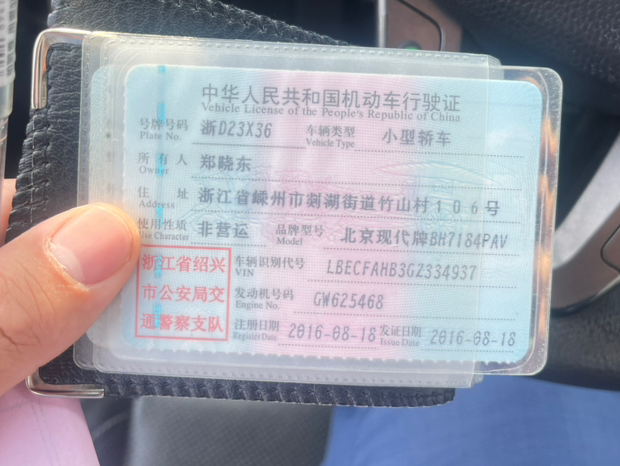 中华人民共和国机动车行驶证
Vehicle License of the People's Republic of China
号牌号码 浙D23X36 车辆类型 小型轿车
Plate No. Vehicle Type
所有人 郑晓东
Owner
住址 浙江省嵊州市剡湖街道竹山村106号
Address
使用性质 非营运 品牌型号 北京现代牌BH7184PAV
Use Character Model
浙江省绍兴 车辆识别代号 LBECFAHB3GZ334937
VIN
市公安局交 发动机号码 GW625468
Engine No.
通警察支队 注册日期 2016-08-18 发证日期 2016-08-18
Register Date Issue Date